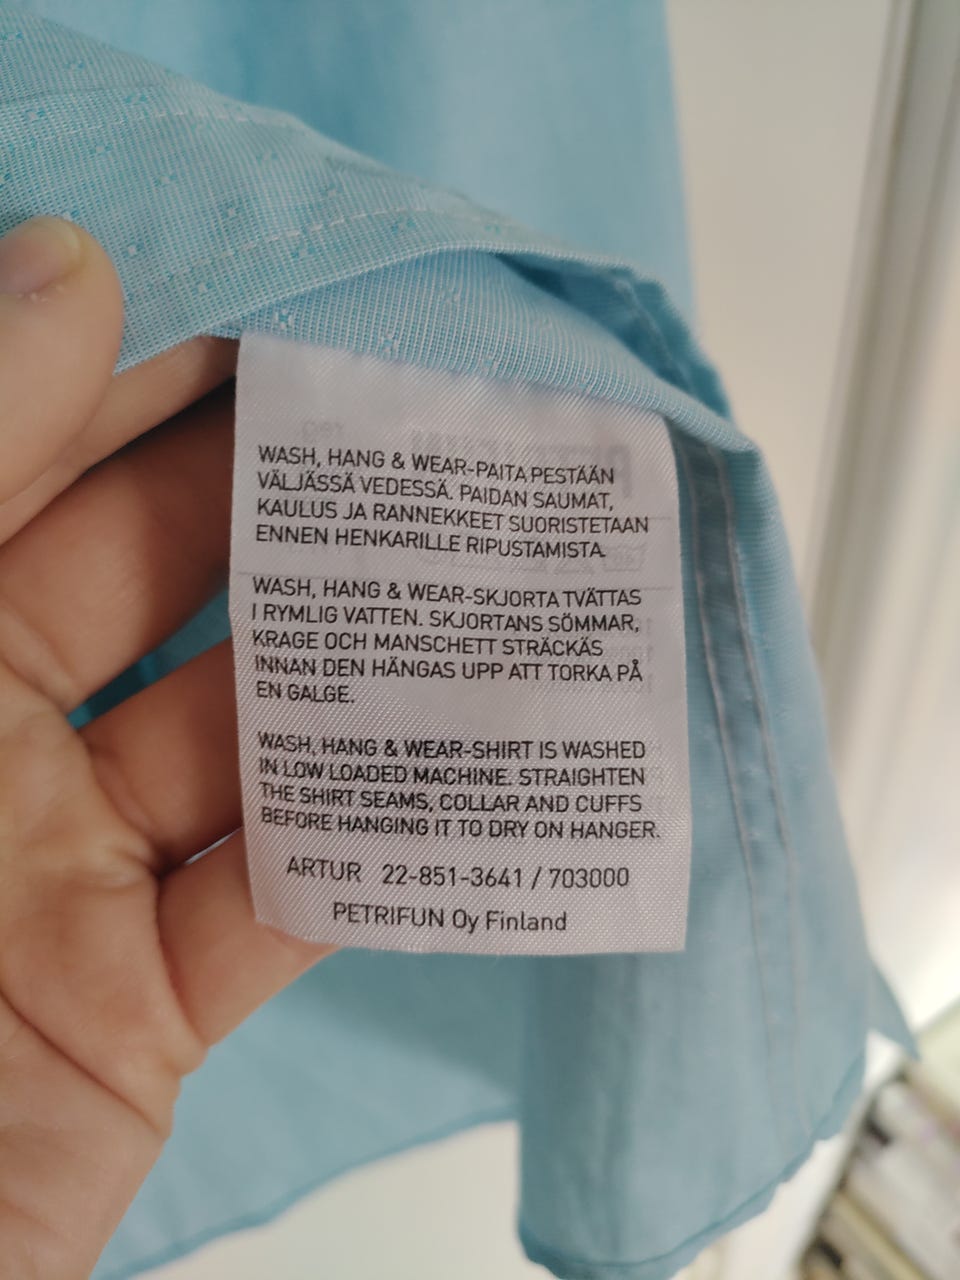 WASH, HANG & WEAR-PAITA PESTÄÄN
VÄLJÄSSÄ VEDESSÄ. PAIDAN SAUMAT,
KAULUS JA RANNEKKEET SUORISTETAAN
ENNEN HENKARILLE RIPUSTAMISTA.
WASH, HANG & WEAR-SKJORTA TVÄTTAS
I RYMLIG VATTEN. SKJORTANS SÖMMAR,
KRAGE OCH MANSCHETT STRÄCKÄS
INNAN DEN HÄNGAS UPP ATT TORKA PÅ
EN GALGE.
WASH, HANG & WEAR-SHIRT IS WASHED
IN LOW LOADED MACHINE. STRAIGHTEN
THE SHIRT SEAMS, COLLAR AND CUFFS
BEFORE HANGING IT TO DRY ON HANGER.
ARTUR 22-851-3641 / 703000
PETRIFUN Oy Finland